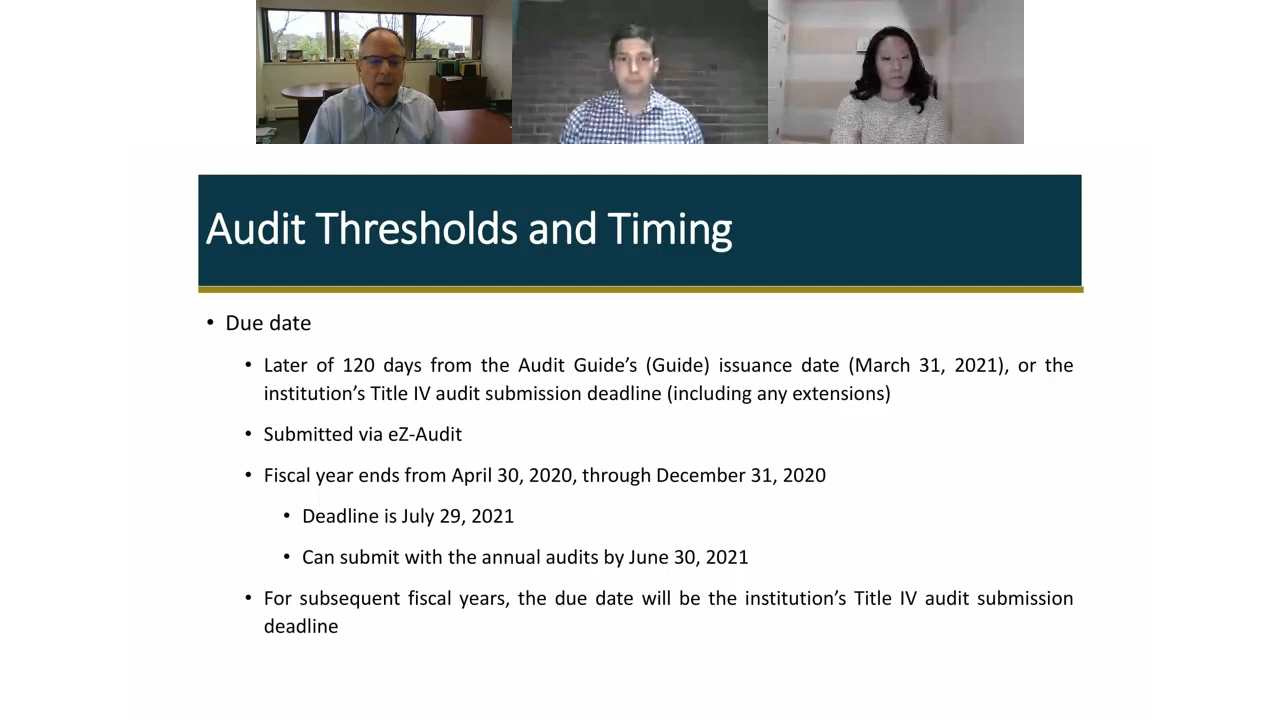 Audit Thresholds and Timing
• Due date
• Later of 120 days from the Audit Guide’s (Guide) issuance date (March 31, 2021), or the
institution’s Title IV audit submission deadline (including any extensions)
• Submitted via eZ-Audit
• Fiscal year ends from April 30, 2020, through December 31, 2020
• Deadline is July 29, 2021
• Can submit with the annual audits by June 30, 2021
• For subsequent fiscal years, the due date will be the institution’s Title IV audit submission
deadline